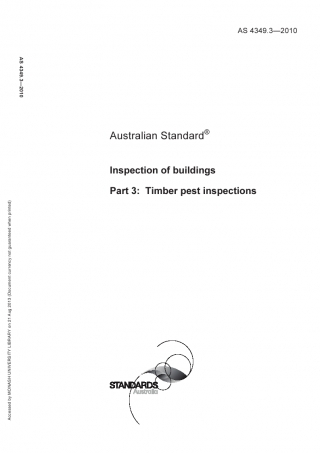 AS 4349.3—2010
AS 4349.3—2010
Australian Standard®
Inspection of buildings
Part 3: Timber pest inspections
Accessed by MONASH UNIVERSITY LIBRARY on 21 Aug 2010 (Document currency not guaranteed when printed)
STANDARDS
Australia